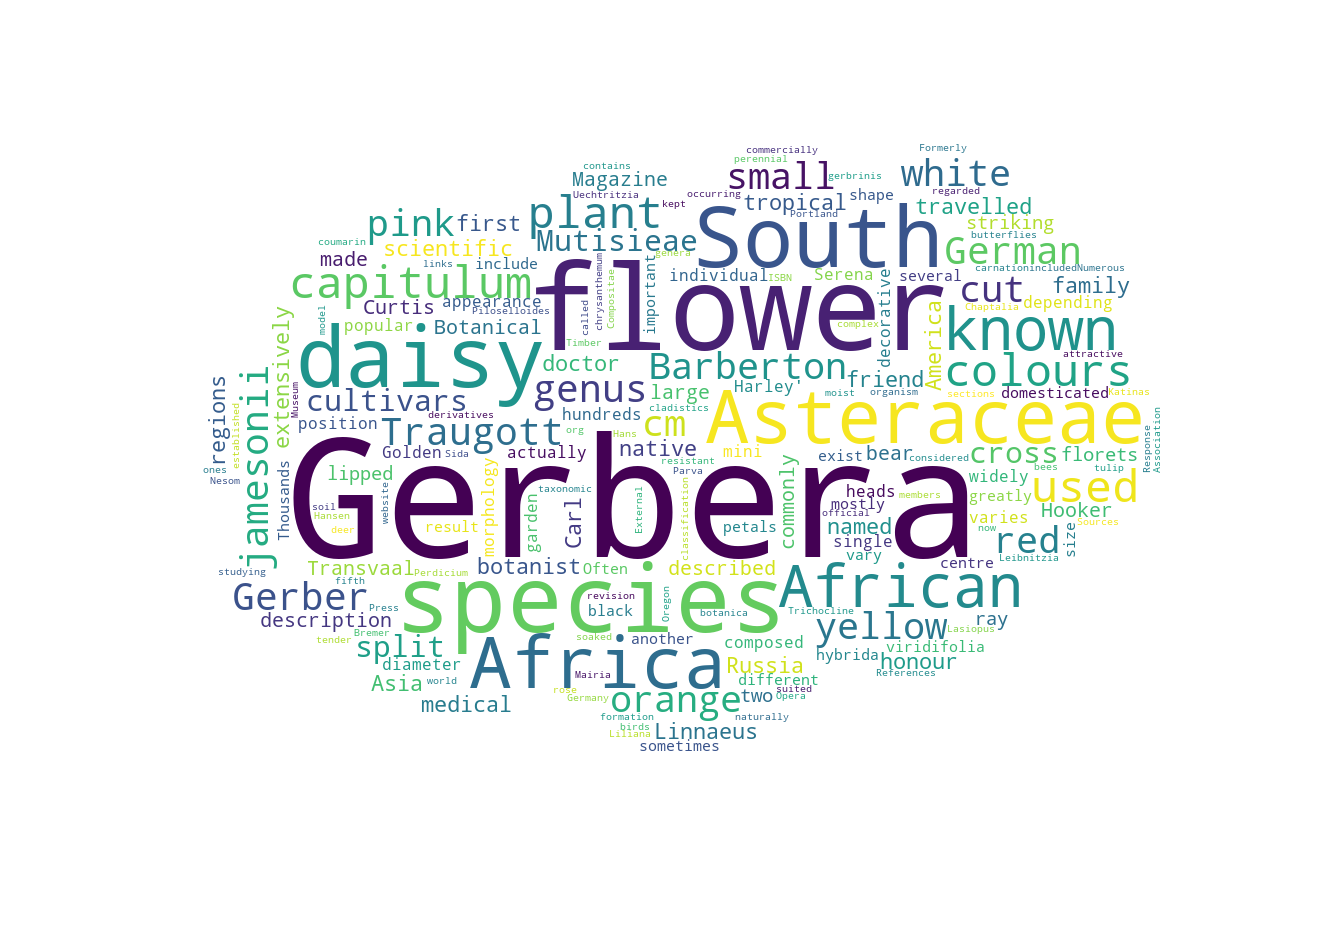 Formerly
commercially
perennial
contains
small
gerbrinis
white
regarded
Magazine
Uechtritzia
kept
occurring
tropical
shape
travelled
Portland
pink
first
plant
South
striking
butterflies
coumarin
scientific
Mutisieae
German
made
links
include
genera
important
individual
ISBN
Serena
several
carnationincludedNumerous
capitulum
flower
cut
family
Curtis
appearance
Piloselloides
called
chrysanthemum
Compositae
decorative
America
Chaptalia
depending
model
popular
Botanical
complex
known
daisy
Timber
doctor
Barberton
friend
attractive
colours
extensively
jamesonii
regions
Museum
genus
large
Harley'
moist
organism
sections
domesticated
Katinas
cultivars
derivatives
hundreds
cladistics
Asteraceae
established
position
Traugott
org
Hans
cm
Golden
Sida
actually
native
mini
exist
bear
considered
cross
florets
Response
Association
ones
Nesom
Thousands
lipped
resistant
Parva
bees
tulip
widely
website
morphology
taxonomic
Gerbera
heads
members
greatly
used
soil
Hansen
deer
result
garden
Carl
External
classification
petals
commonly
mostly
official
named
varies
now
Hooker
Sources
single
red
size
studying
Transvaal
Perdicium
botanist
Often
described
vary
centre
Leibnitzia
fifth
Gerber
Press
species
revision
black
Oregon
botanica
African
Trichocline
description
yellow
ray
Lasiopus
tender
Bremer
split
soaked
another
composed
viridifolia
diameter
Africa
Mairia
Russia
hybrida
honour
References
Asia
world
different
rose
Germany
orange
two
suited
Opera
medical
formation
birds
Liliana
Linnaeus
naturally
sometimes